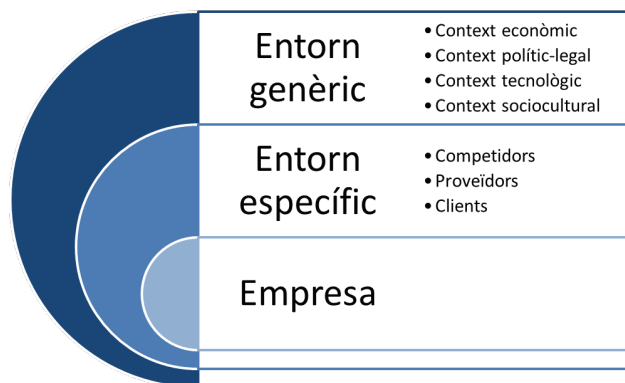 Entorn
genèric
• Context econòmic
• Context polític-legal
• Context tecnològic
• Context sociocultural
Entorn
específic
• Competidors
• Proveïdors
• Clients
Empresa